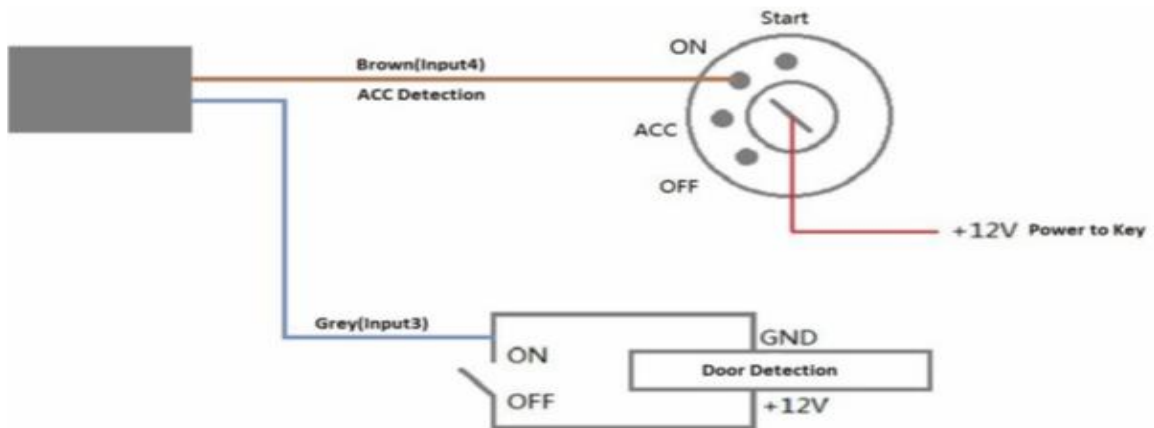 Start
ON
Brown(Input4)
ACC Detection
ACC
OFF
+12V Power to Key
Grey(Input3)
GND
ON
Door Detection
OFF
+12V